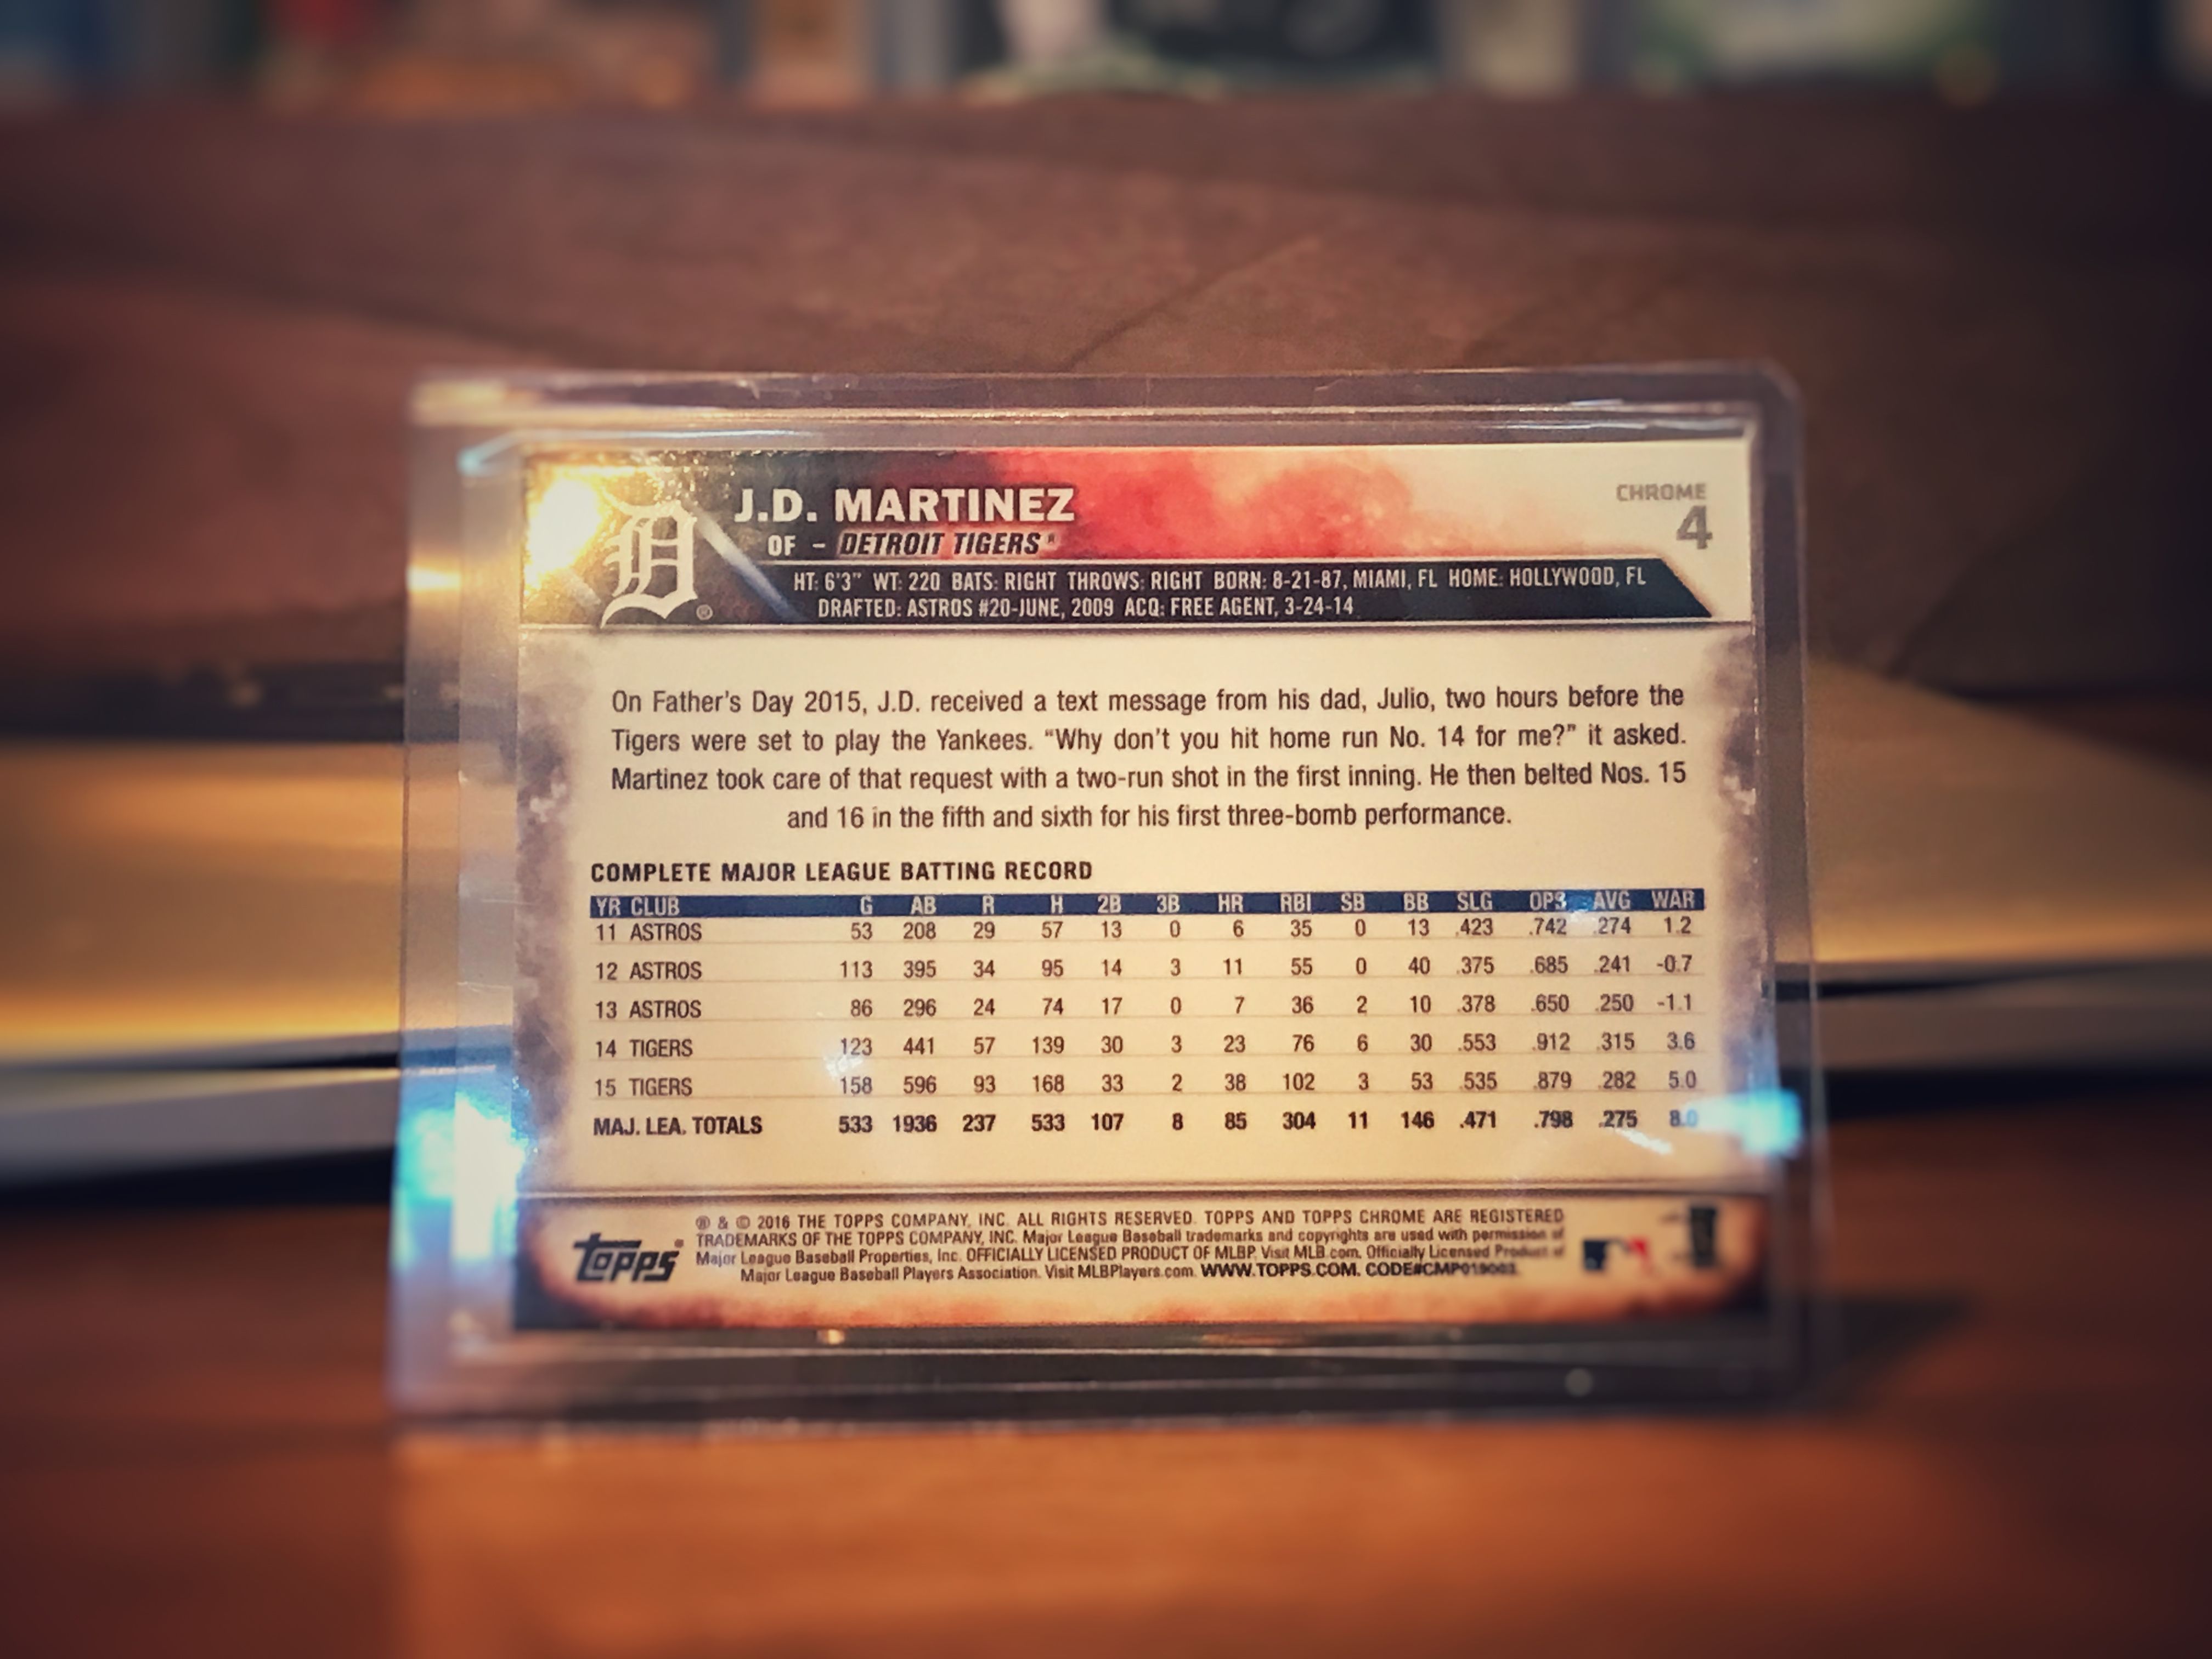 J.D. MARTINEZ
CHROME
4
OF - DETROIT TIGERS®
HT: 6'3" WT: 220 BATS: RIGHT THROWS: RIGHT BORN: 8-21-87, MIAMI, FL HOME: HOLLYWOOD, FL
DRAFTED: ASTROS #20-JUNE, 2009 ACQ: FREE AGENT, 3-24-14
D®
On Father's Day 2015, J.D. received a text message from his dad, Julio, two hours before the
Tigers were set to play the Yankees. "Why don't you hit home run No. 14 for me?" it asked.
Martinez took care of that request with a two-run shot in the first inning. He then belted Nos. 15
and 16 in the fifth and sixth for his first three-bomb performance.
COMPLETE MAJOR LEAGUE BATTING RECORD
YR CLUB G AB R H 2B 3B HR RBI SB BB SLG OPS AVG WAR
11 ASTROS 53 208 29 57 13 0 6 35 0 13 .423 .742 .274 1.2
12 ASTROS 113 395 34 95 14 3 11 55 0 40 .375 .685 .241 -0.7
13 ASTROS 86 296 24 74 17 0 7 36 2 10 .378 .650 .250 -1.1
14 TIGERS 123 441 57 139 30 3 23 76 6 30 .553 .912 .315 3.6
15 TIGERS 158 596 93 168 33 2 38 102 3 53 .535 .879 .282 5.0
MAJ. LEA. TOTALS 533 1936 237 533 107 8 85 304 11 146 .471 .798 .275 8.0
topps®
® & © 2016 THE TOPPS COMPANY, INC. ALL RIGHTS RESERVED. TOPPS AND TOPPS CHROME ARE REGISTERED
TRADEMARKS OF THE TOPPS COMPANY, INC. Major League Baseball trademarks and copyrights are used with permission of
Major League Baseball Properties, Inc. OFFICIALLY LICENSED PRODUCT OF MLBP. Visit MLB.com. Officially Licensed Product of
Major League Baseball Players Association. Visit MLBPlayers.com. WWW.TOPPS.COM.